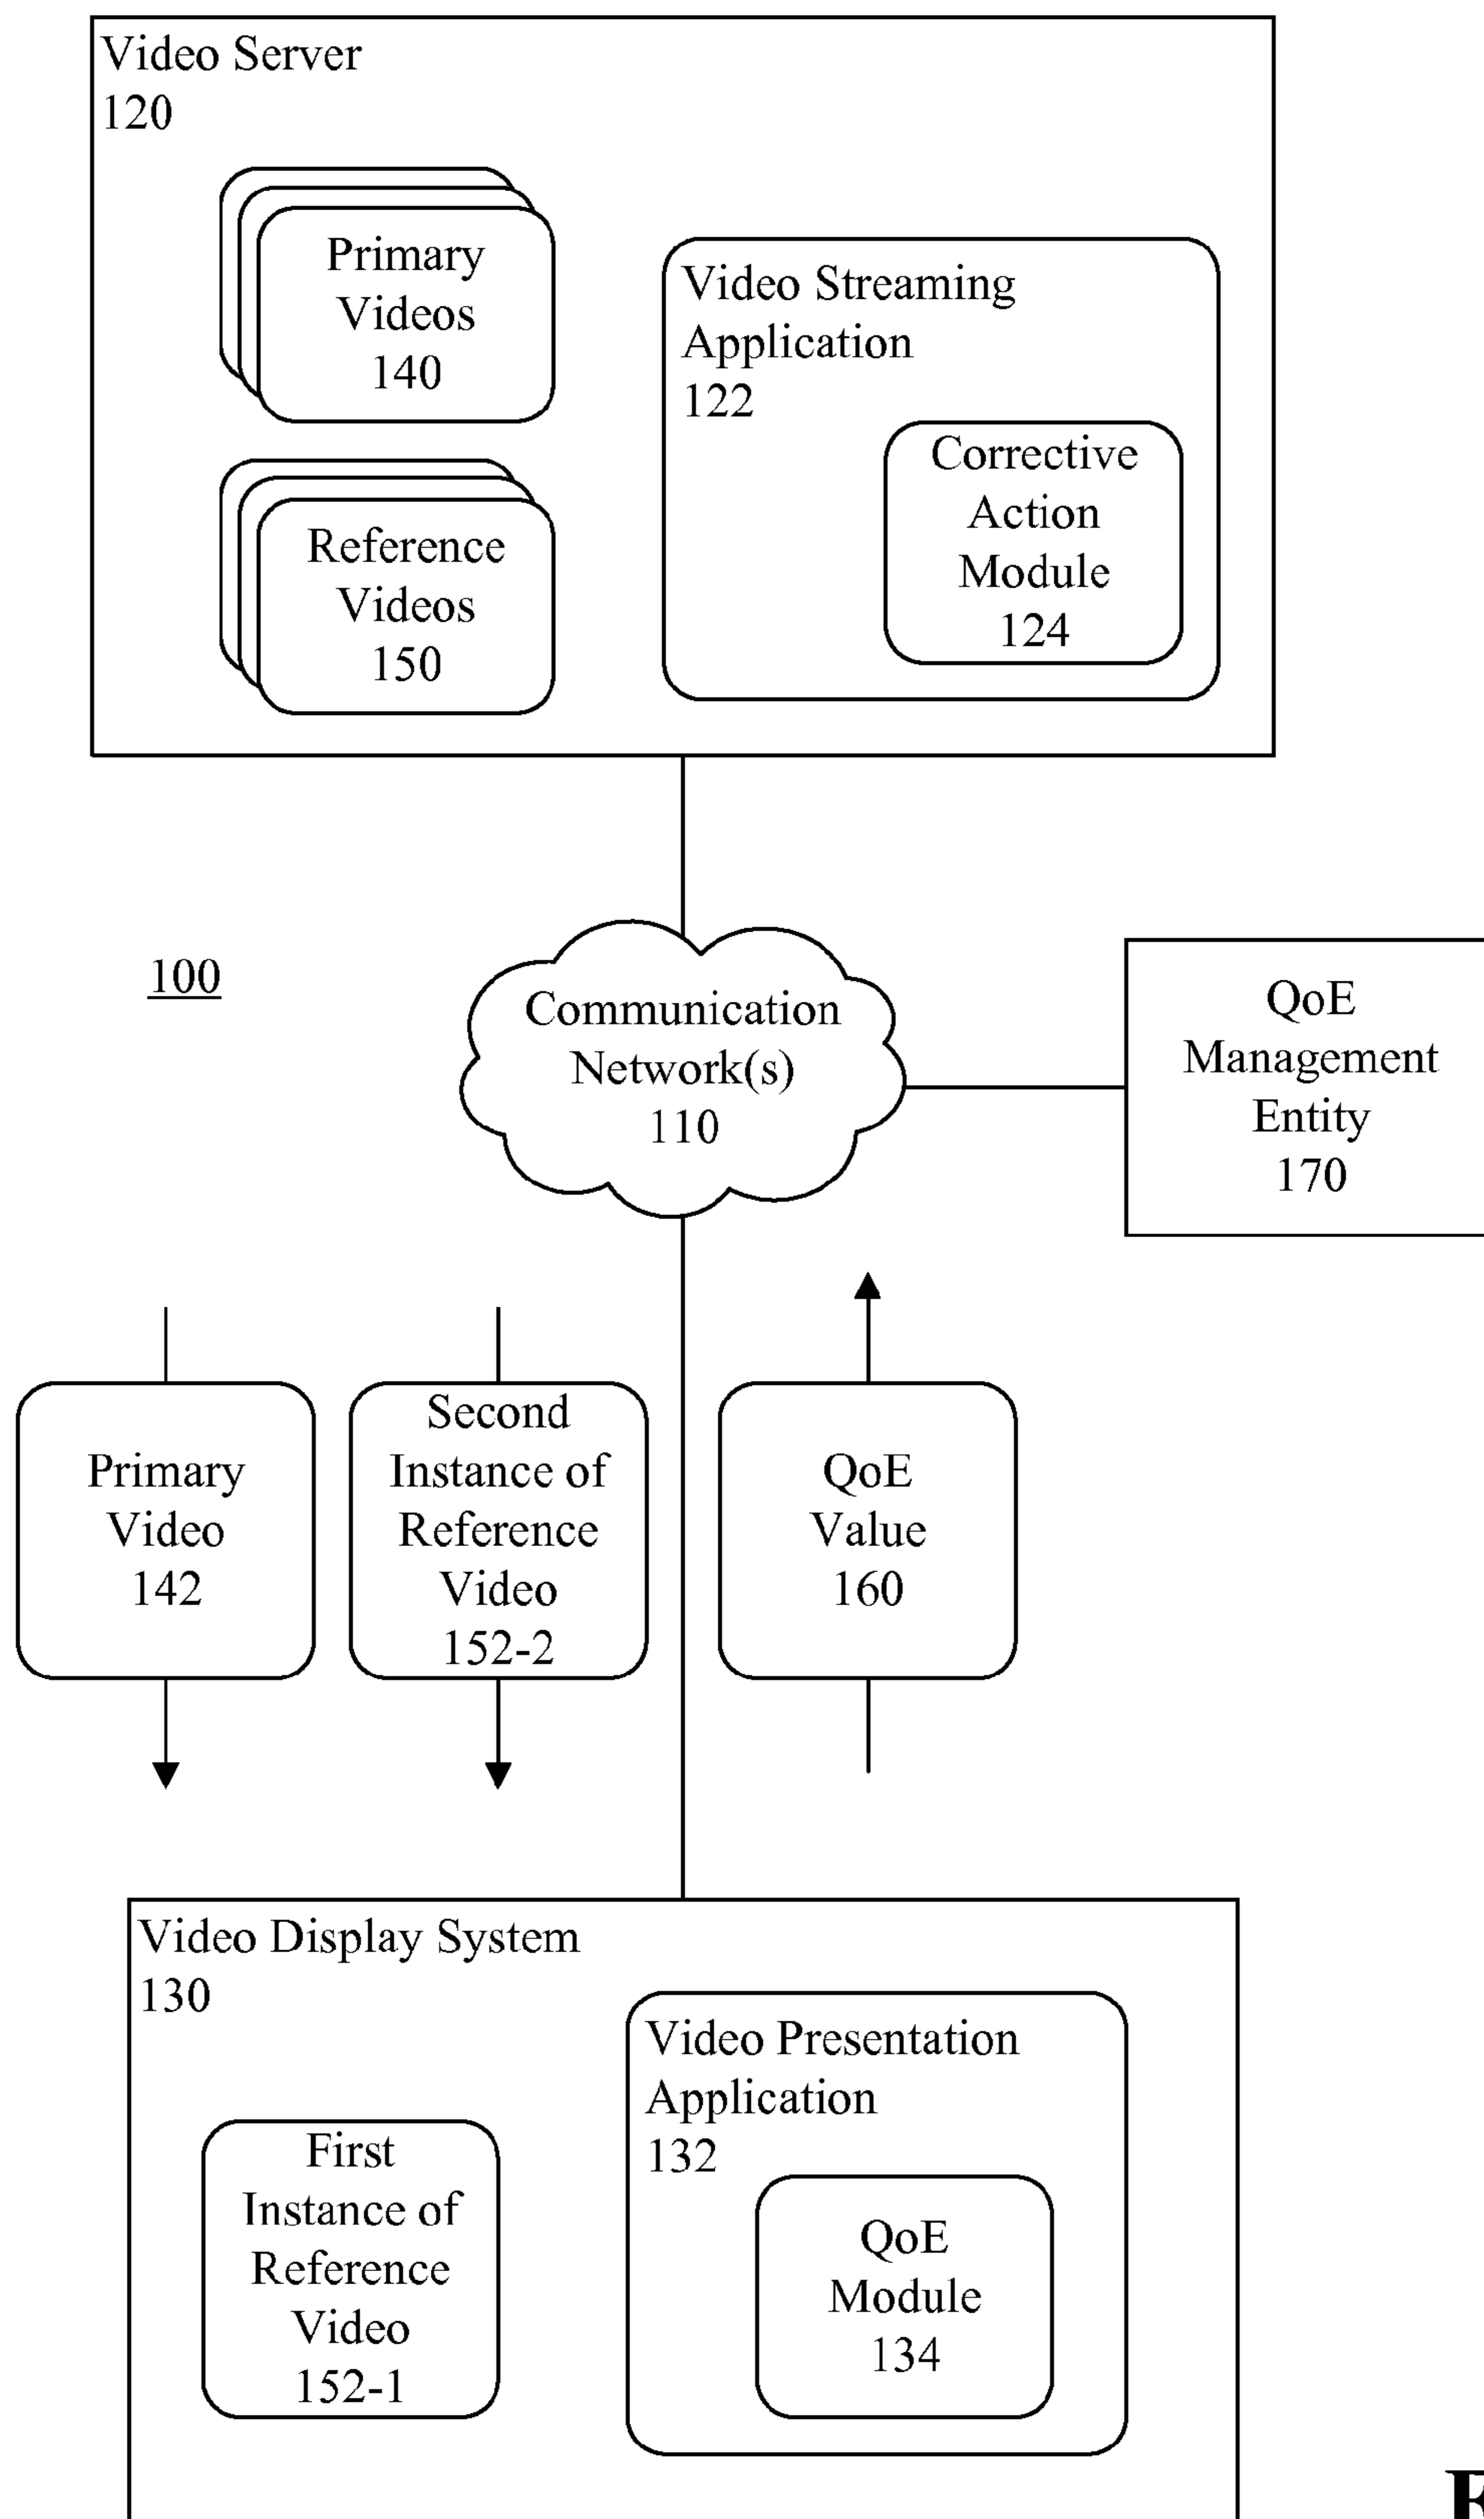 Video Server
120
Primary
Videos
140
Video Streaming
Application
122
Corrective
Action
Module
124
Reference
Videos
150
100
Communication
Network(s)
110
QoE
Management
Entity
170
Primary
Video
142
Second
Instance of
Reference
Video
152-2
QoE
Value
160
Video Display System
130
Video Presentation
Application
132
First
Instance of
Reference
Video
152-1
QoE
Module
134